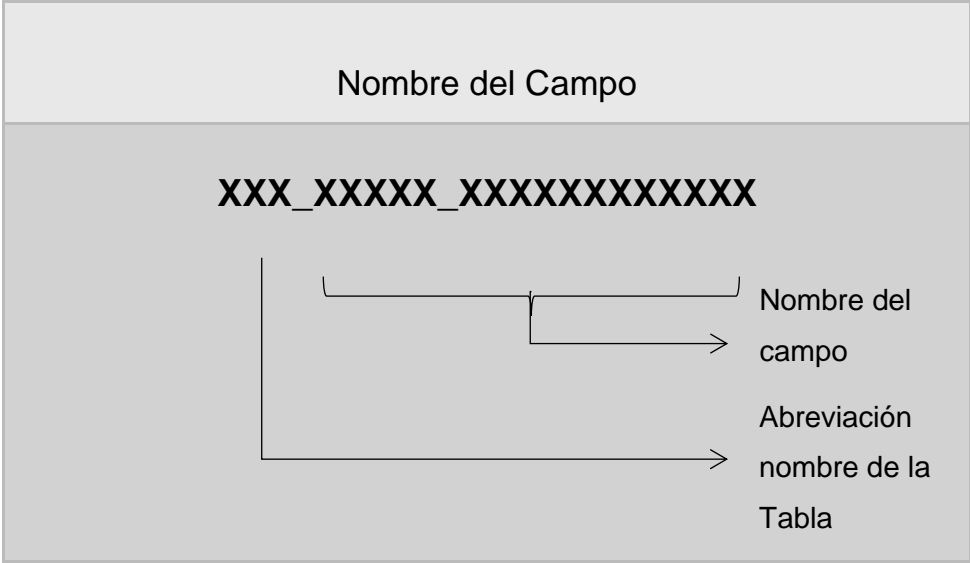 Nombre del Campo
XXX_XXXXX_XXXXXXXXXXXX
Nombre del
campo
Abreviación
nombre de la
Tabla